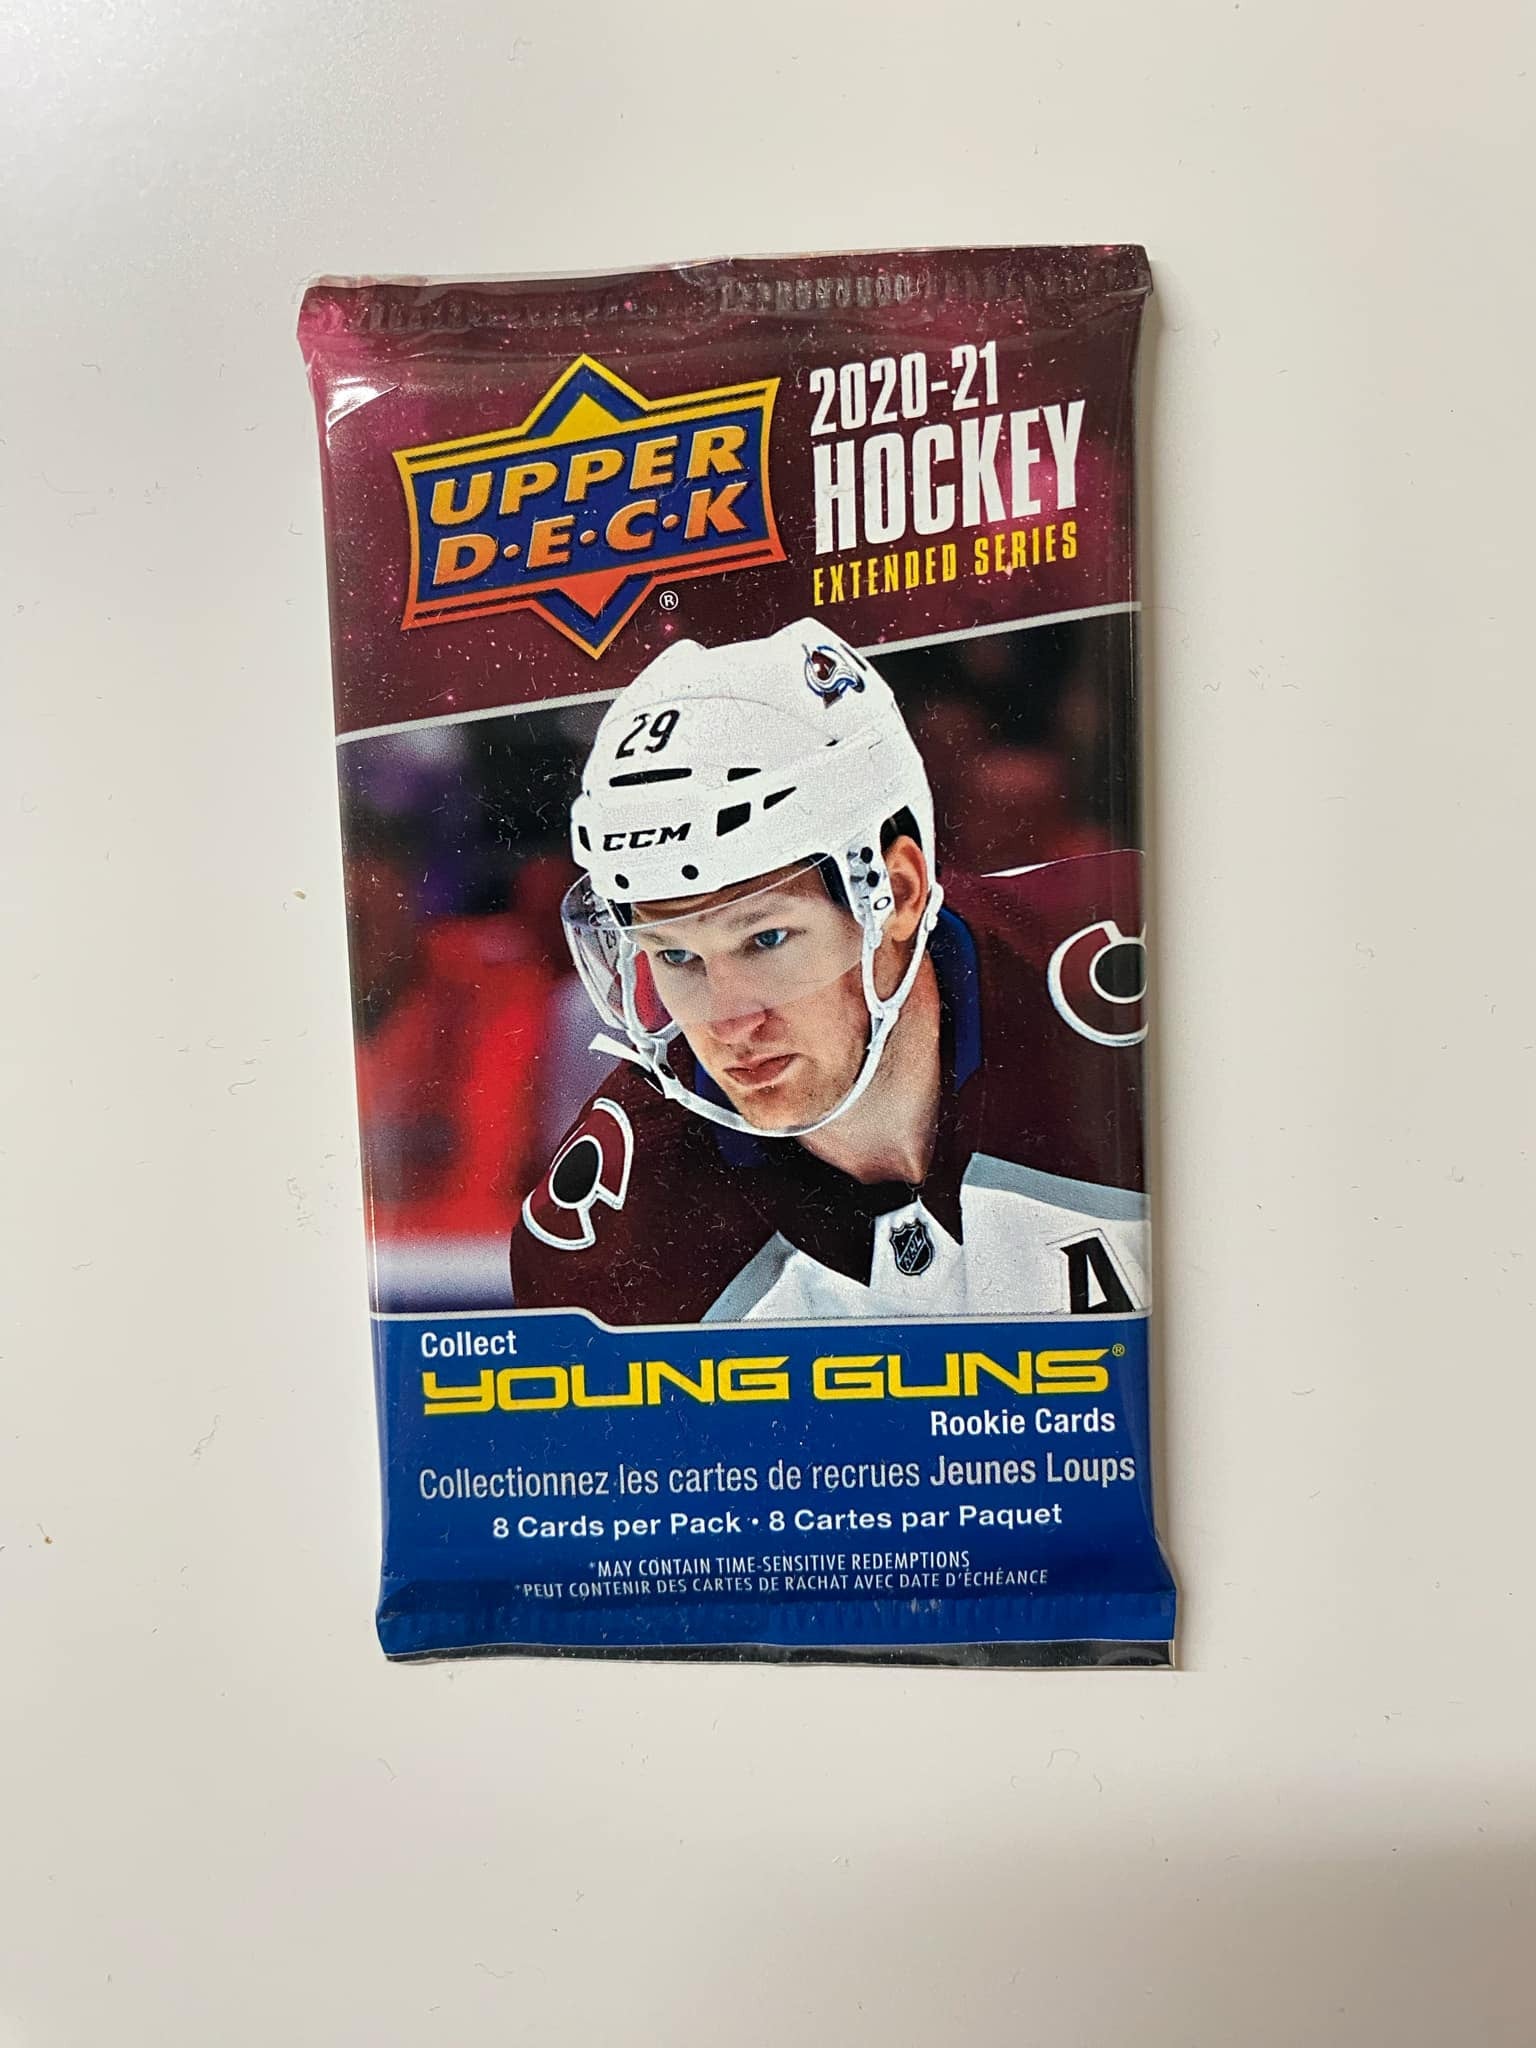 UPPER
D·E·C·K
®
2020-21
HOCKEY
EXTENDED SERIES
29
CCM
NHL
A
Collect
YOUNG GUNS®
Rookie Cards
Collectionnez les cartes de recrues Jeunes Loups
8 Cards per Pack • 8 Cartes par Paquet
*MAY CONTAIN TIME-SENSITIVE REDEMPTIONS
*PEUT CONTENIR DES CARTES DE RACHAT AVEC DATE D'ÉCHÉANCE